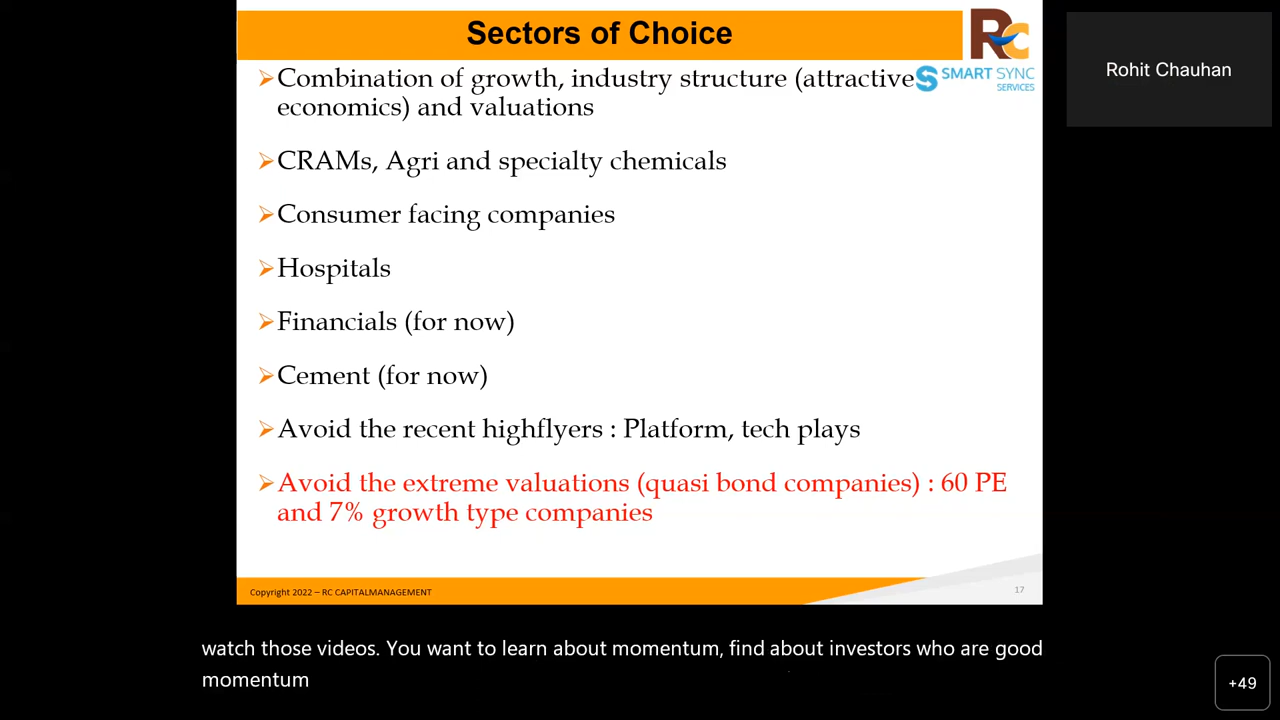 Sectors of Choice
Rc
SMART SYNC
SERVICES
Rohit Chauhan
➢Combination of growth, industry structure (attractive
economics) and valuations
➢CRAMs, Agri and specialty chemicals
➢Consumer facing companies
➢Hospitals
➢Financials (for now)
➢Cement (for now)
➢Avoid the recent highflyers : Platform, tech plays
➢Avoid the extreme valuations (quasi bond companies) : 60 PE
and 7% growth type companies
Copyright 2022 – RC CAPITALMANAGEMENT
17
watch those videos. You want to learn about momentum, find about investors who are good
momentum
+49